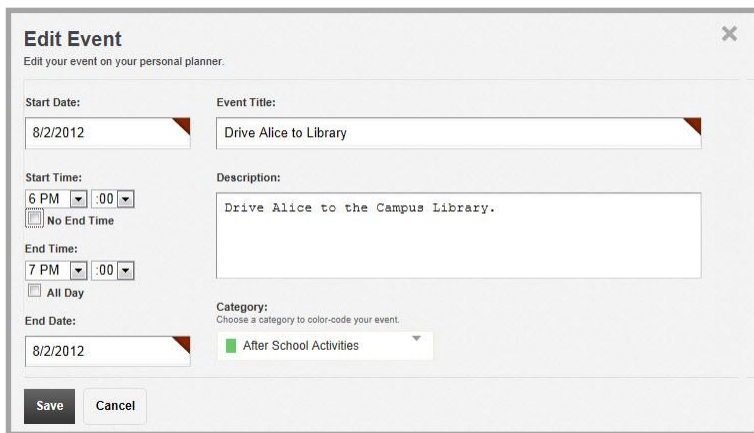 Edit Event
Edit your event on your personal planner.
Start Date:
8/2/2012
Event Title:
Drive Alice to Library
Start Time:
6 PM :00
No End Time
End Time:
7 PM :00
All Day
End Date:
8/2/2012
Description:
Drive Alice to the Campus Library.
Category:
Choose a category to color-code your event.
After School Activities
Save Cancel